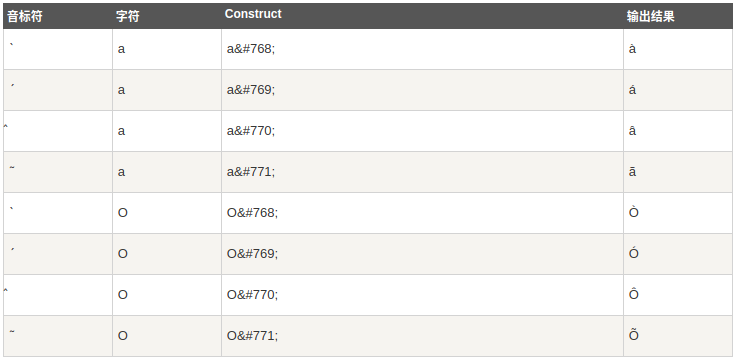 音标符 字符 Construct 输出结果
̀ a a&#768; à
́ a a&#769; á
̂ a a&#770; â
̃ a a&#771; ã
̀ O O&#768; Ò
́ O O&#769; Ó
̂ O O&#770; Ô
̃ O O&#771; Õ